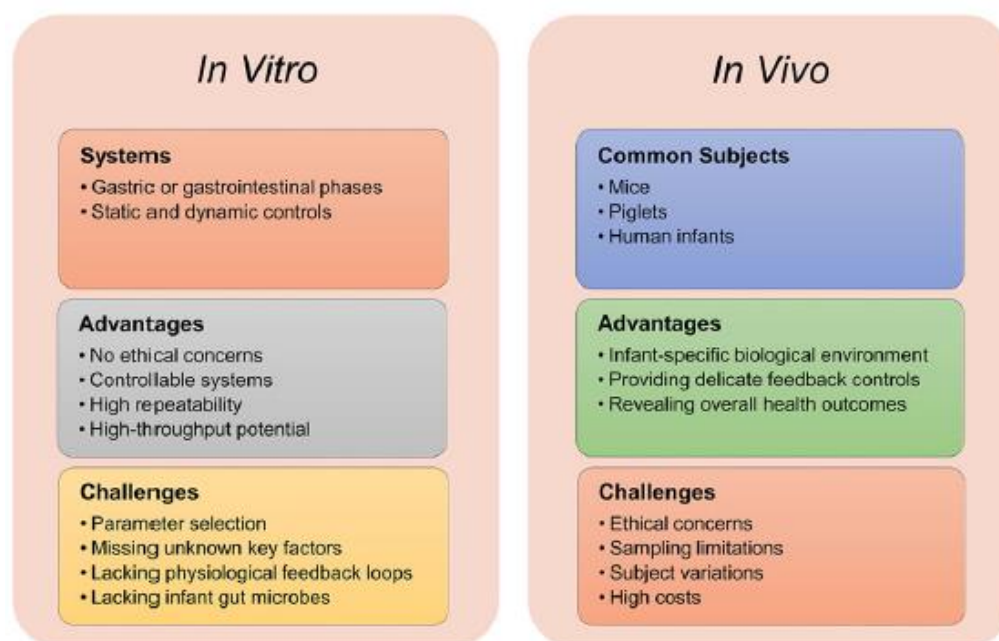 In Vitro
Systems
• Gastric or gastrointestinal phases
• Static and dynamic controls
Advantages
• No ethical concerns
• Controllable systems
• High repeatability
• High-throughput potential
Challenges
• Parameter selection
• Missing unknown key factors
• Lacking physiological feedback loops
• Lacking infant gut microbes
In Vivo
Common Subjects
• Mice
• Piglets
• Human infants
Advantages
• Infant-specific biological environment
• Providing delicate feedback controls
• Revealing overall health outcomes
Challenges
• Ethical concerns
• Sampling limitations
• Subject variations
• High costs